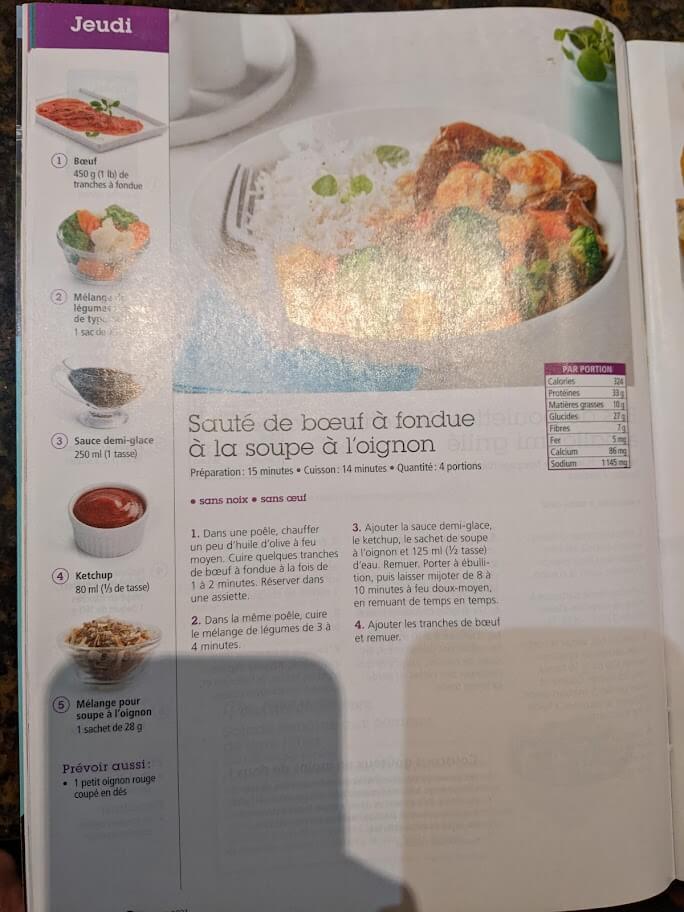 Jeudi
1 Bœuf
450 g (1 lb) de
tranches à fondue
2 Mélange
légumes
de type
1 sac de
3 Sauce demi-glace
250 ml (1 tasse)
4 Ketchup
80 ml (⅓ de tasse)
5 Mélange pour
soupe à l'oignon
1 sachet de 28 g
Prévoir aussi :
• 1 petit oignon rouge
coupé en dés
Sauté de bœuf à fondue
à la soupe à l'oignon
Préparation : 15 minutes • Cuisson : 14 minutes • Quantité : 4 portions
• sans noix • sans œuf
1. Dans une poêle, chauffer
un peu d'huile d'olive à feu
moyen. Cuire quelques tranches
de bœuf à fondue à la fois de
1 à 2 minutes. Réserver dans
une assiette.
2. Dans la même poêle, cuire
le mélange de légumes de 3 à
4 minutes.
3. Ajouter la sauce demi-glace,
le ketchup, le sachet de soupe
à l'oignon et 125 ml (½ tasse)
d'eau. Remuer. Porter à ébulli-
tion, puis laisser mijoter de 8 à
10 minutes à feu doux-moyen,
en remuant de temps en temps.
4. Ajouter les tranches de bœuf
et remuer.
PAR PORTION
Calories 324
Protéines 33 g
Matières grasses 10 g
Glucides 27 g
Fibres 7 g
Fer 5 mg
Calcium 86 mg
Sodium 1 145 mg